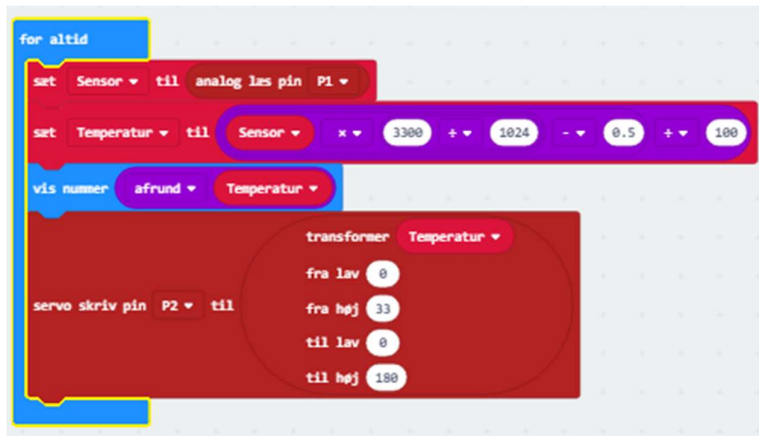 for altid
sæt Sensor til analog læs pin P1
sæt Temperatur til Sensor × 3300 ÷ 1024 - 0.5 ÷ 100
vis nummer afrund Temperatur
transformer Temperatur
fra lav 0
servo skriv pin P2 til fra høj 33
til lav 0
til høj 180